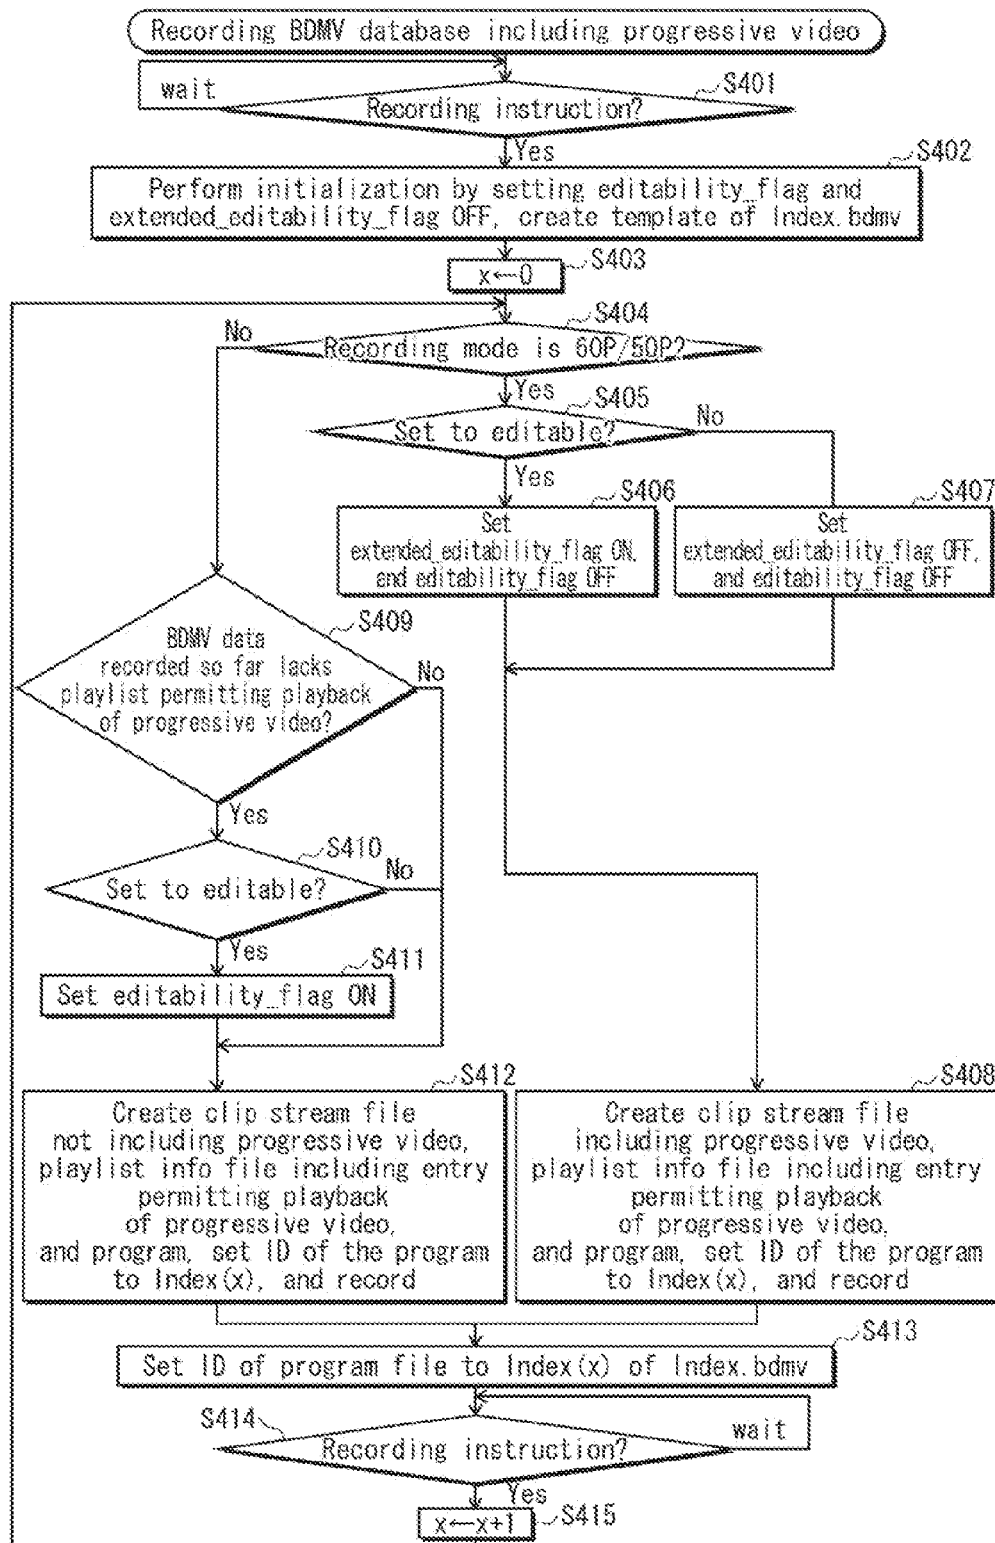 Recording BDMV database including progressive video
wait
S401
Recording instruction?
Yes
S402
Perform initialization by setting editability_flag and
extended_editability_flag OFF, create template of Index.bdmv
S403
x←0
S404
No
Recording mode is 60P/50P?
Yes
S405
No
Set to editable?
Yes
S406
S407
Set
extended_editability_flag ON,
and editability_flag OFF
Set
extended_editability_flag OFF,
and editability_flag OFF
S409
BDMV data
recorded so far lacks
playlist permitting playback
of progressive video?
No
Yes
S410
No
Set to editable?
Yes
S411
Set editability_flag ON
S412
S408
Create clip stream file
not including progressive video,
playlist info file including entry
permitting playback
of progressive video,
and program, set ID of the program
to Index(x), and record
Create clip stream file
including progressive video,
playlist info file including entry
permitting playback
of progressive video,
and program, set ID of the program
to Index(x), and record
S413
Set ID of program file to Index(x) of Index.bdmv
S414
wait
Recording instruction?
Yes
S415
x←x+1